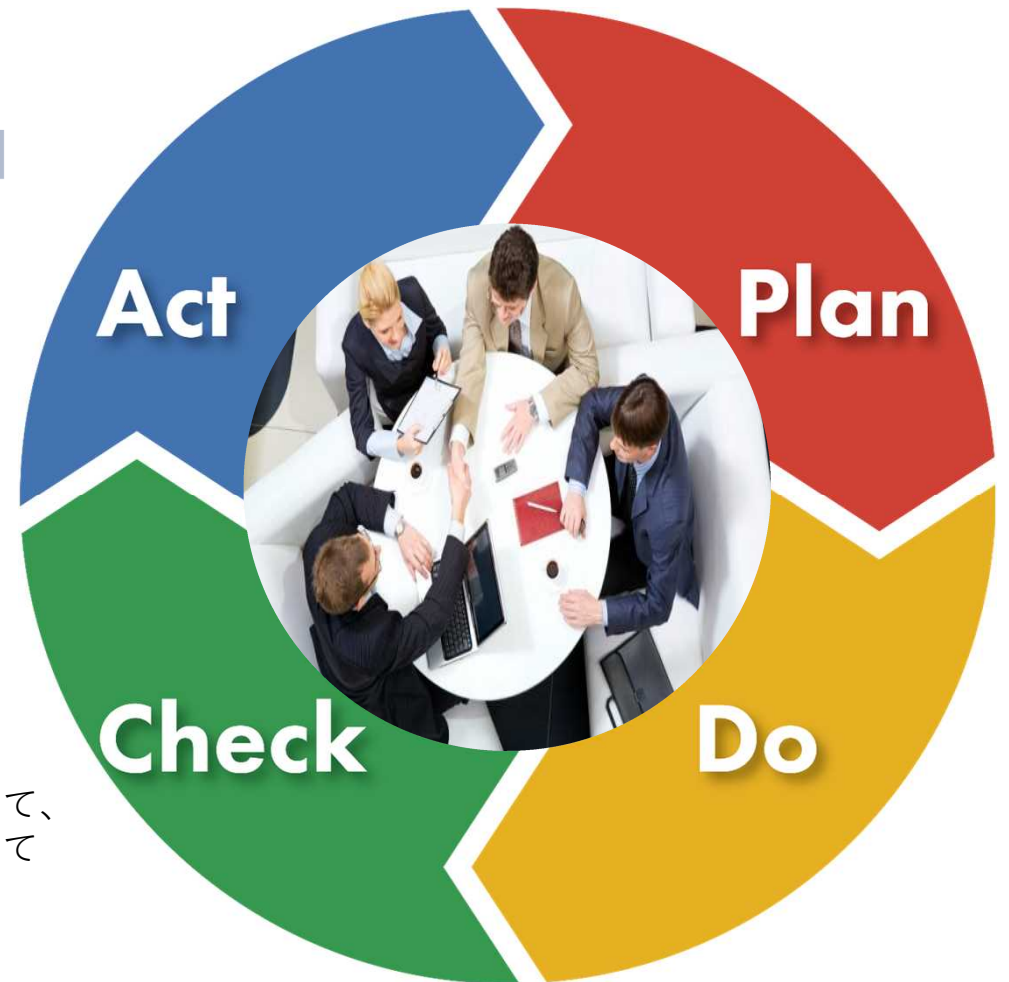 Act
Plan
Check
Do
て、
て